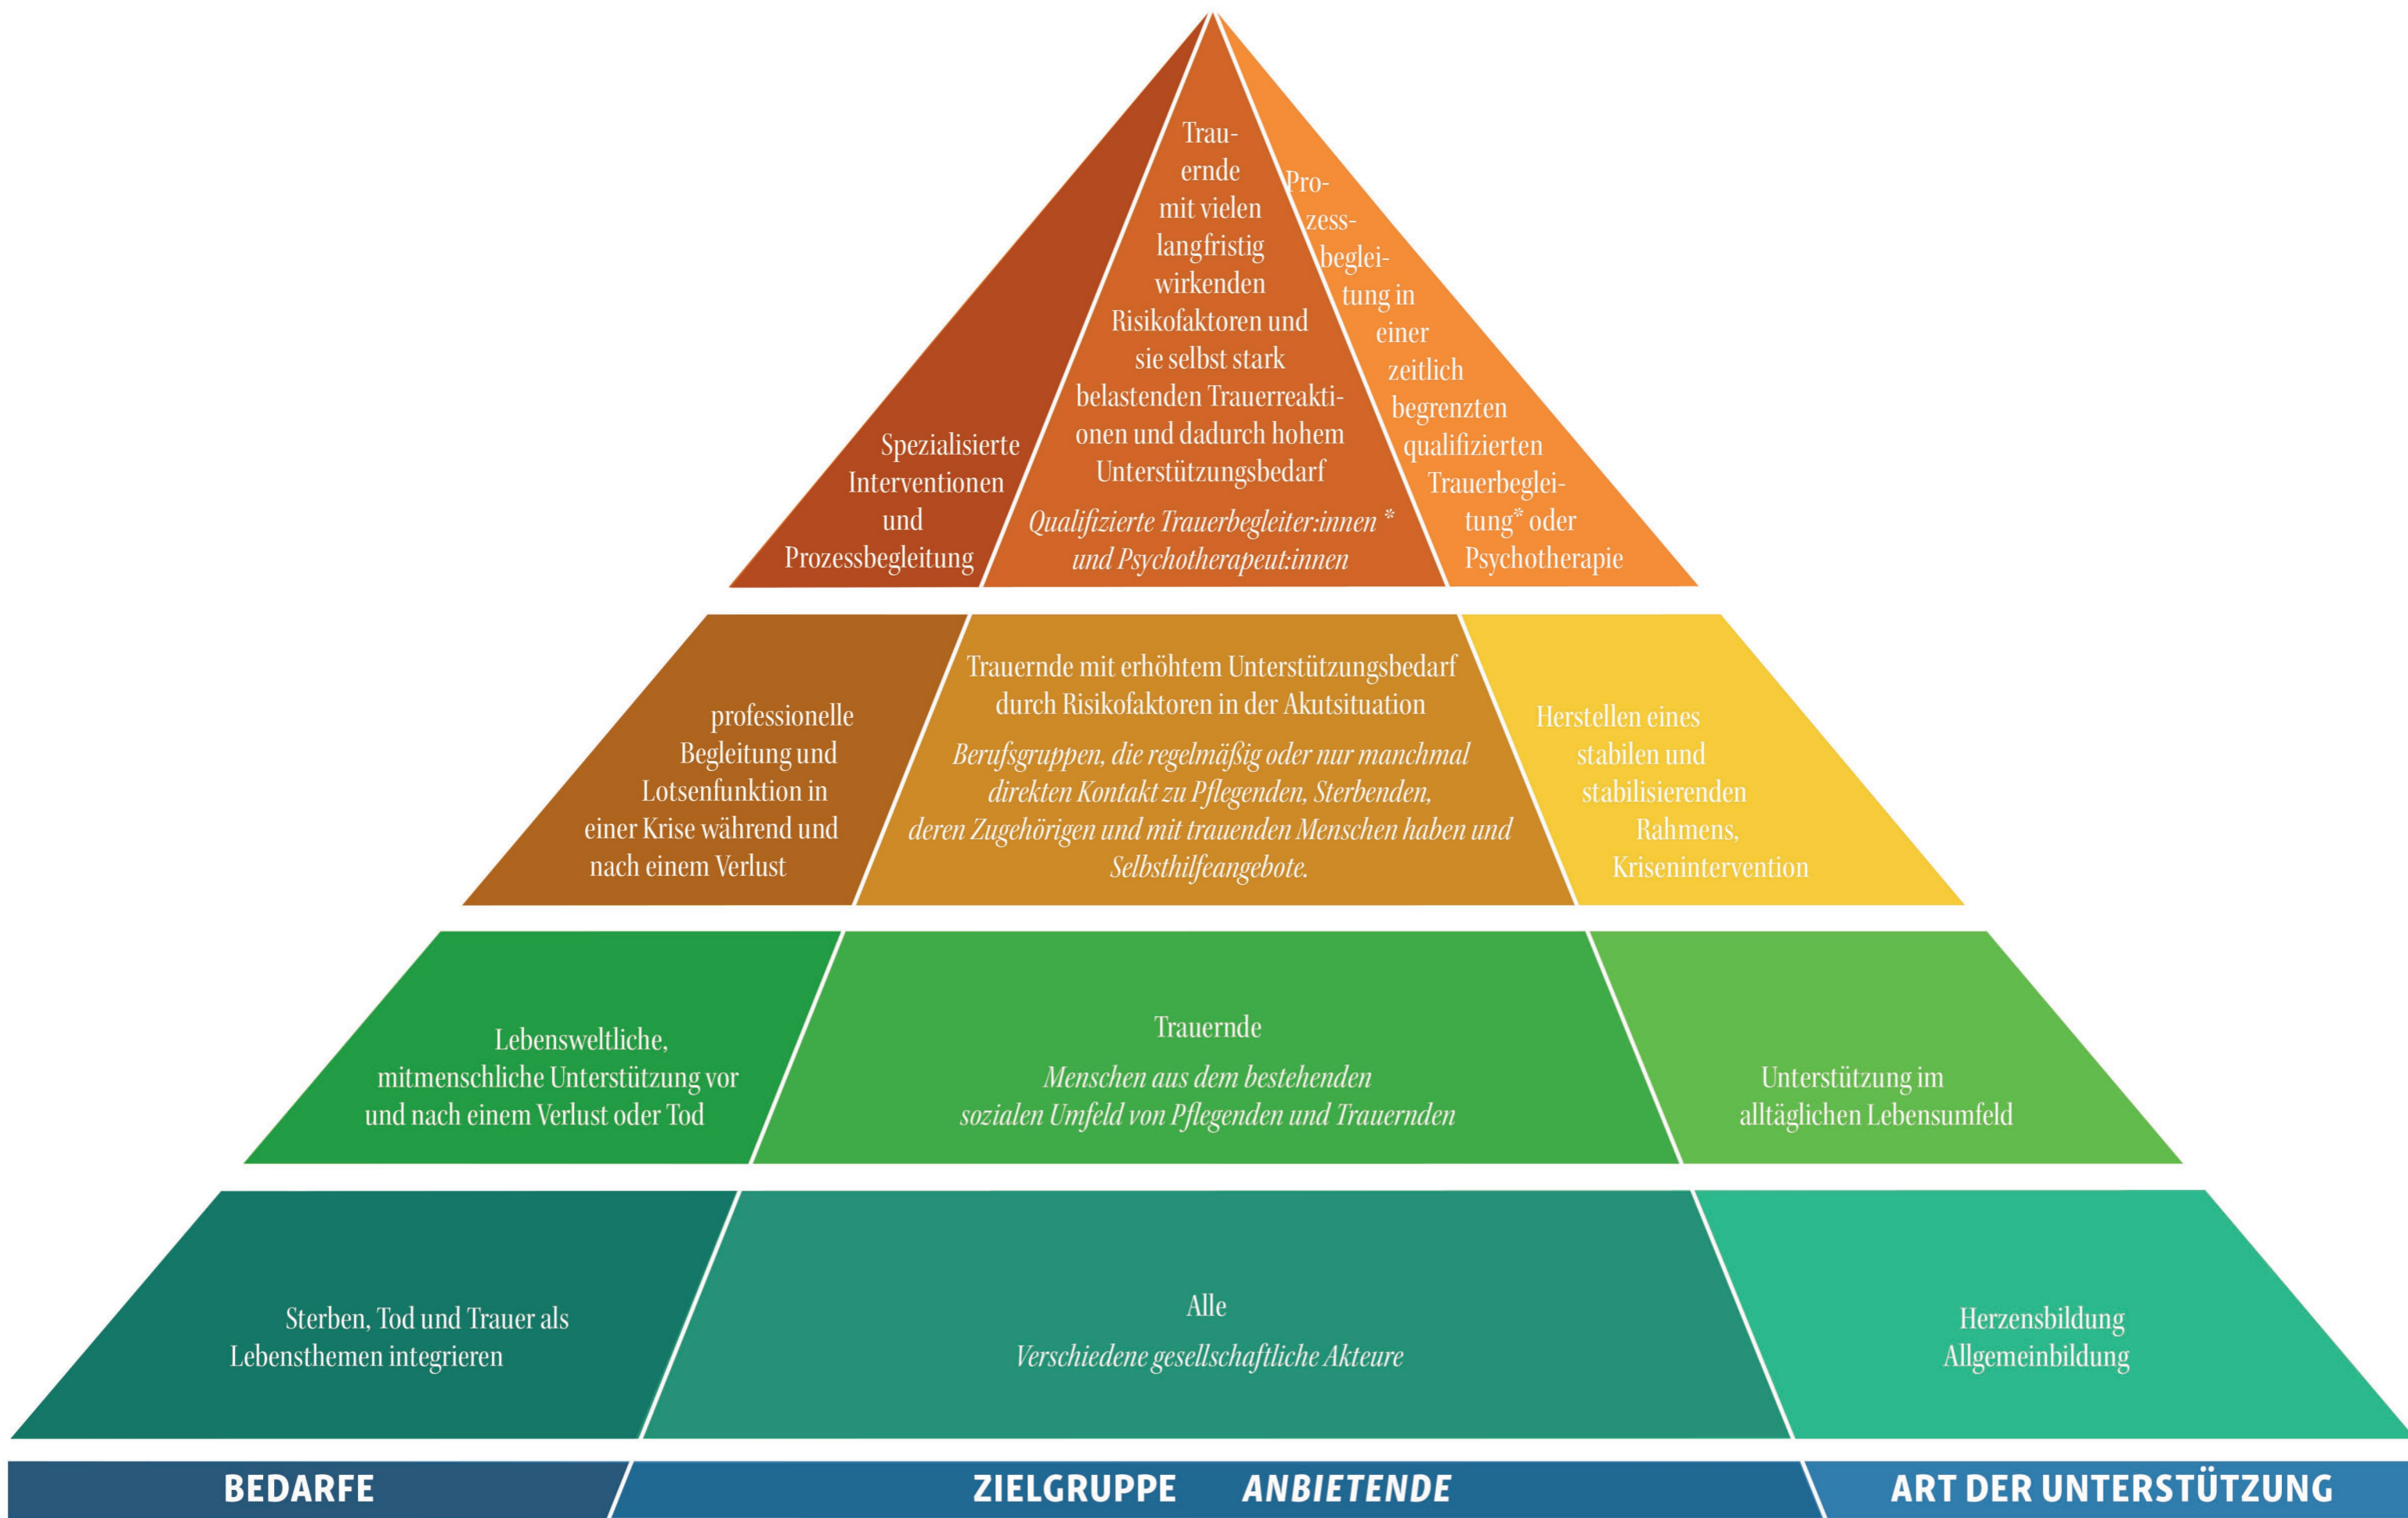 Spezialisierte
Interventionen
und
Prozessbegleitung
Trau-
ernde
mit vielen
langfristig
wirkenden
Risikofaktoren und
sie selbst stark
belastenden Trauerreakti-
onen und dadurch hohem
Unterstützungsbedarf
Qualifizierte Trauerbegleiter:innen *
und Psychotherapeut:innen
Pro-
zess-
beglei-
tung in
einer
zeitlich
begrenzten
qualifizierten
Trauerbeglei-
tung* oder
Psychotherapie
professionelle
Begleitung und
Lotsenfunktion in
einer Krise während und
nach einem Verlust
Trauernde mit erhöhtem Unterstützungsbedarf
durch Risikofaktoren in der Akutsituation
Berufsgruppen, die regelmäßig oder nur manchmal
direkten Kontakt zu Pflegenden, Sterbenden,
deren Zugehörigen und mit trauenden Menschen haben und
Selbsthilfeangebote.
Herstellen eines
stabilen und
stabilisierenden
Rahmens,
Krisenintervention
Lebensweltliche,
mitmenschliche Unterstützung vor
und nach einem Verlust oder Tod
Trauernde
Menschen aus dem bestehenden
sozialen Umfeld von Pflegenden und Trauernden
Unterstützung im
alltäglichen Lebensumfeld
Sterben, Tod und Trauer als
Lebensthemen integrieren
Alle
Verschiedene gesellschaftliche Akteure
Herzensbildung
Allgemeinbildung
BEDARFE
ZIELGRUPPE ANBIETENDE
ART DER UNTERSTÜTZUNG